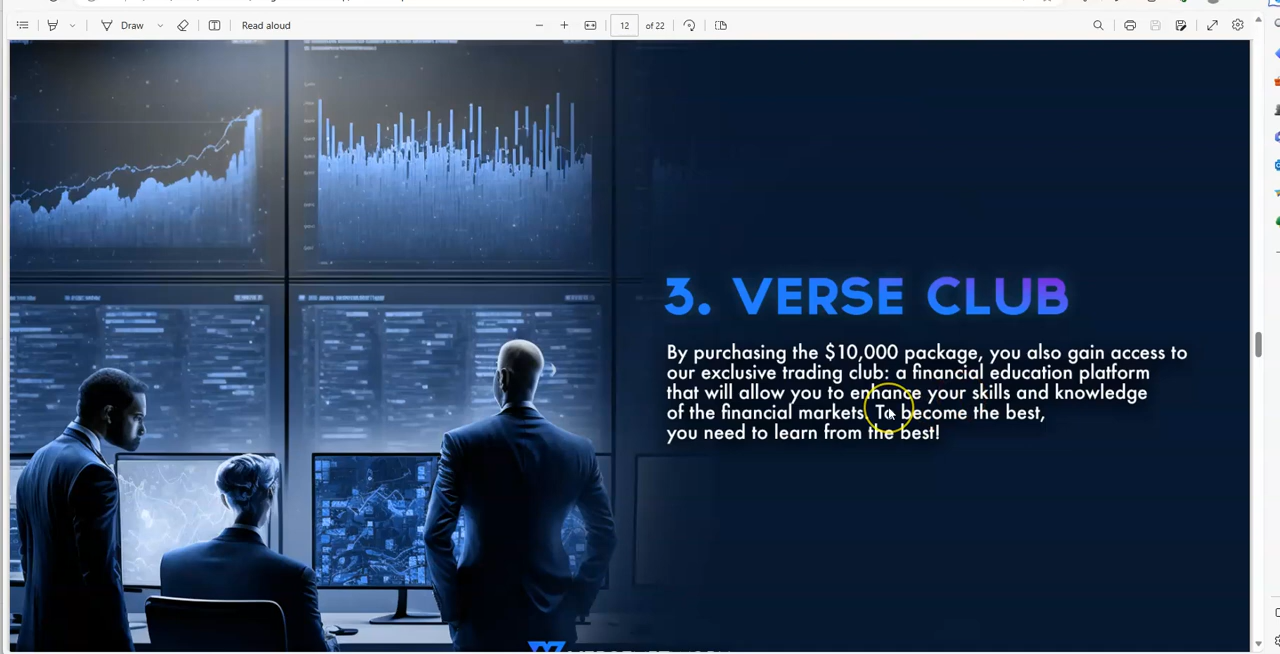 Draw
Read aloud
12
of 22
3. VERSE CLUB
By purchasing the $10,000 package, you also gain access to
our exclusive trading club: a financial education platform
that will allow you to enhance your skills and knowledge
of the financial markets. To become the best,
you need to learn from the best!